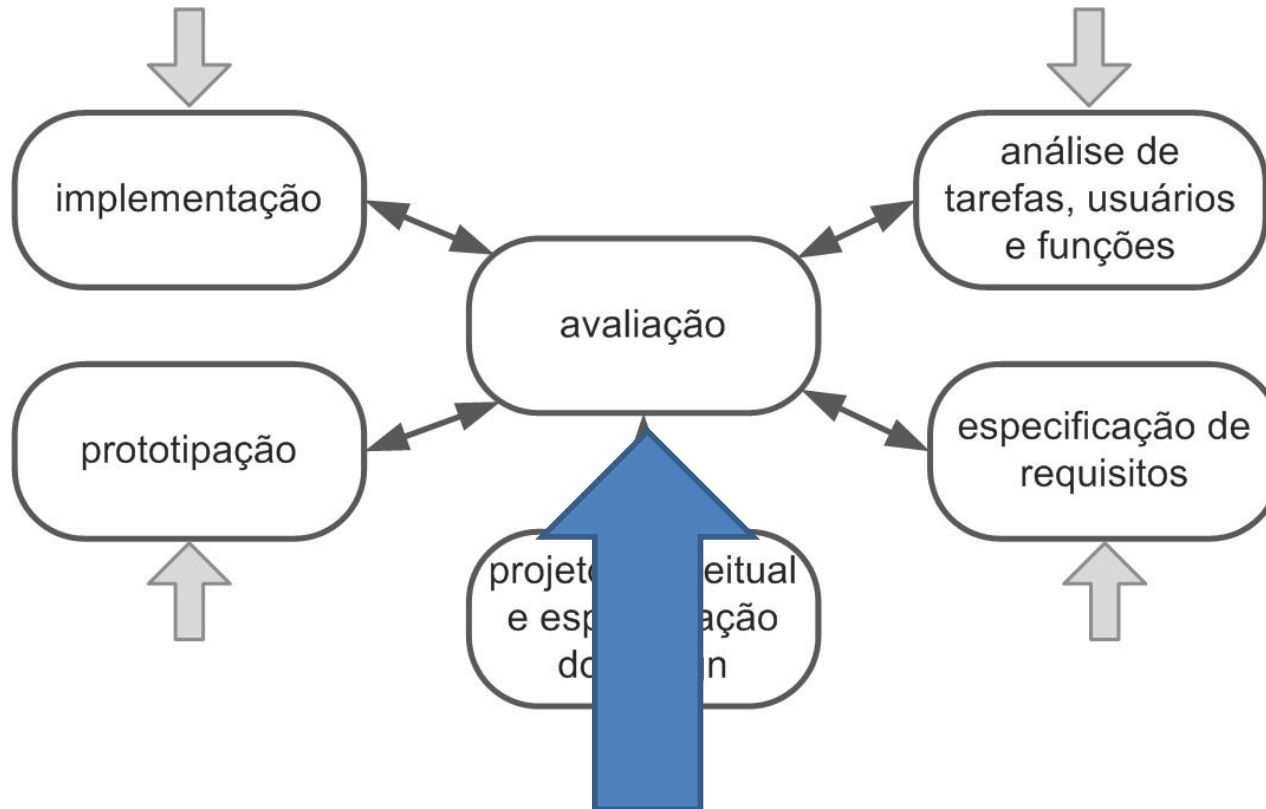 implementação
análise de
tarefas, usuários
e funções
avaliação
prototipação
especificação de
requisitos
e